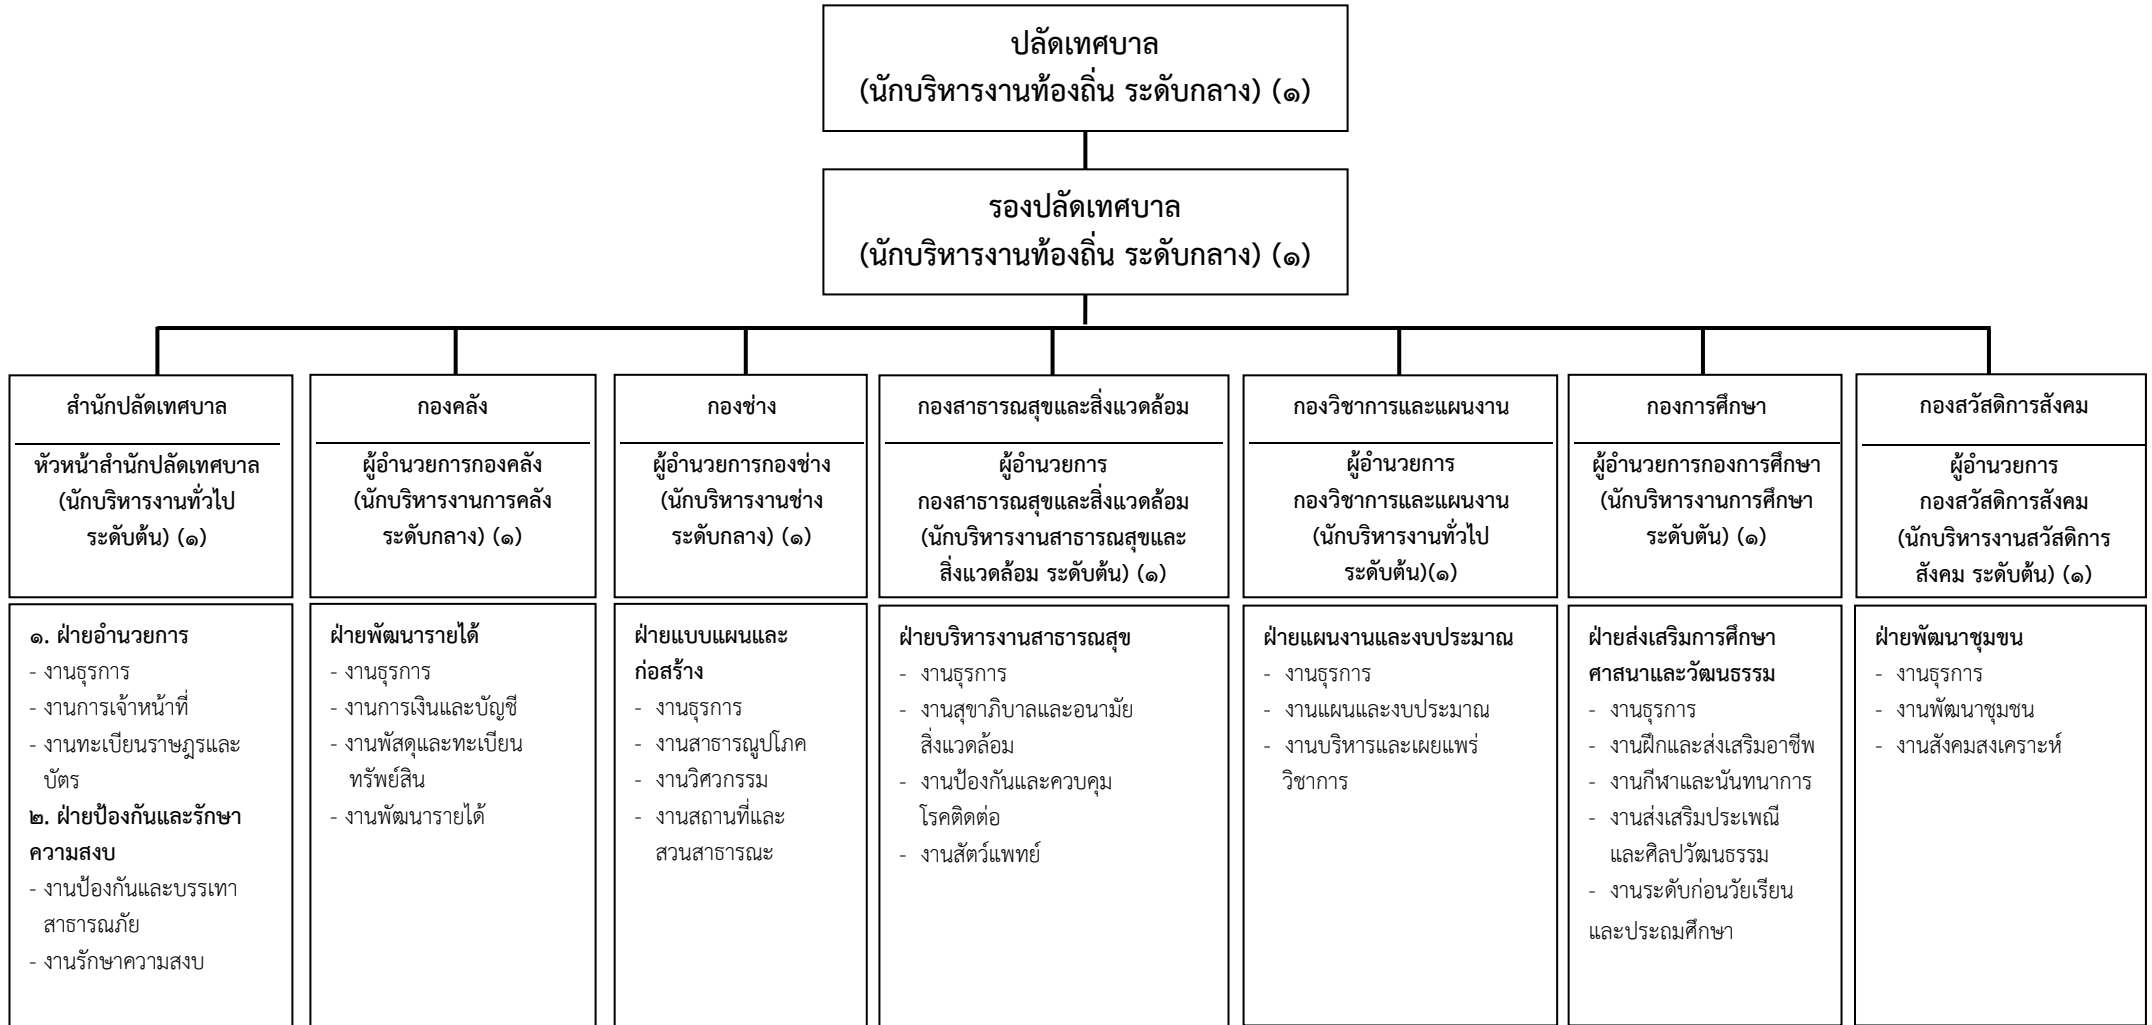 ปลัดเทศบาล
(นักบริหารงานท้องถิ่น ระดับกลาง) (๑)
รองปลัดเทศบาล
(นักบริหารงานท้องถิ่น ระดับกลาง) (๑)
สำนักปลัดเทศบาล
หัวหน้าสำนักปลัดเทศบาล
(นักบริหารงานทั่วไป
ระดับต้น) (๑)
๑. ฝ่ายอำนวยการ
- งานธุรการ
- งานการเจ้าหน้าที่
- งานทะเบียนราษฎรและ
บัตร
๒. ฝ่ายป้องกันและรักษา
ความสงบ
- งานป้องกันและบรรเทา
สาธารณภัย
- งานรักษาความสงบ
กองคลัง
ผู้อำนวยการกองคลัง
(นักบริหารงานการคลัง
ระดับกลาง) (๑)
ฝ่ายพัฒนารายได้
- งานธุรการ
- งานการเงินและบัญชี
- งานพัสดุและทะเบียน
ทรัพย์สิน
- งานพัฒนารายได้
กองช่าง
ผู้อำนวยการกองช่าง
(นักบริหารงานช่าง
ระดับกลาง) (๑)
ฝ่ายแบบแผนและ
ก่อสร้าง
- งานธุรการ
- งานสาธารณูปโภค
- งานวิศวกรรม
- งานสถานที่และ
สวนสาธารณะ
กองสาธารณสุขและสิ่งแวดล้อม
ผู้อำนวยการ
กองสาธารณสุขและสิ่งแวดล้อม
(นักบริหารงานสาธารณสุขและ
สิ่งแวดล้อม ระดับต้น) (๑)
ฝ่ายบริหารงานสาธารณสุข
- งานธุรการ
- งานสุขาภิบาลและอนามัย
สิ่งแวดล้อม
- งานป้องกันและควบคุม
โรคติดต่อ
- งานสัตว์แพทย์
กองวิชาการและแผนงาน
ผู้อำนวยการ
กองวิชาการและแผนงาน
(นักบริหารงานทั่วไป
ระดับต้น)(๑)
ฝ่ายแผนงานและงบประมาณ
- งานธุรการ
- งานแผนและงบประมาณ
- งานบริหารและเผยแพร่
วิชาการ
กองการศึกษา
ผู้อำนวยการกองการศึกษา
(นักบริหารงานการศึกษา
ระดับต้น) (๑)
ฝ่ายส่งเสริมการศึกษา
ศาสนาและวัฒนธรรม
- งานธุรการ
- งานฝึกและส่งเสริมอาชีพ
- งานกีฬาและนันทนาการ
- งานส่งเสริมประเพณี
และศิลปวัฒนธรรม
- งานระดับก่อนวัยเรียน
และประถมศึกษา
กองสวัสดิการสังคม
ผู้อำนวยการ
กองสวัสดิการสังคม
(นักบริหารงานสวัสดิการ
สังคม ระดับต้น) (๑)
ฝ่ายพัฒนาชุมขน
- งานธุรการ
- งานพัฒนาชุมชน
- งานสังคมสงเคราะห์